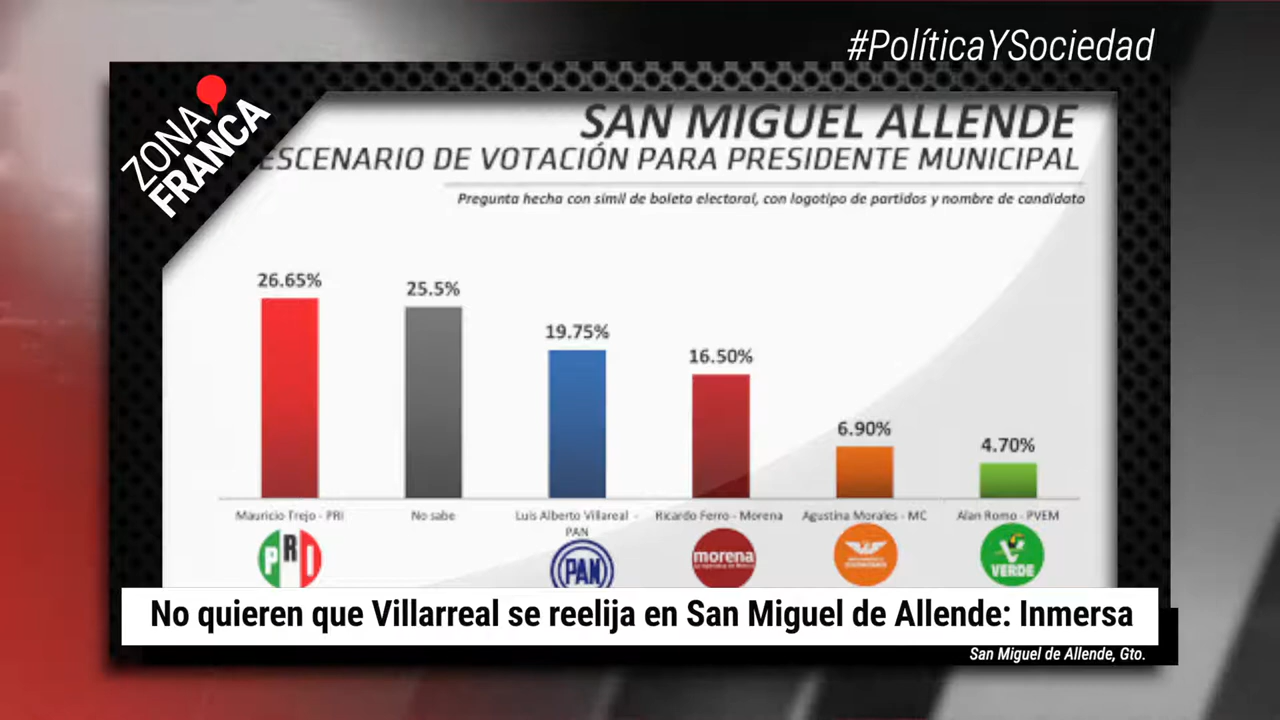 #PolíticaYSociedad
ZONA
FRANCA
SAN MIGUEL ALLENDE
ESCENARIO DE VOTACIÓN PARA PRESIDENTE MUNICIPAL
Pregunta hecha con símil de boleta electoral, con logotipo de partidos y nombre de candidato
26.65%
25.5%
19.75%
16.50%
6.90%
4.70%
Mauricio Trejo - PRI
No sabe
Luis Alberto Villareal -
PAN
Ricardo Ferro - Morena
Agustina Morales - MC
Alan Romo - PVEM
PRI
PAN
morena
VERDE
No quieren que Villarreal se reelija en San Miguel de Allende: Inmersa
San Miguel de Allende, Gto.